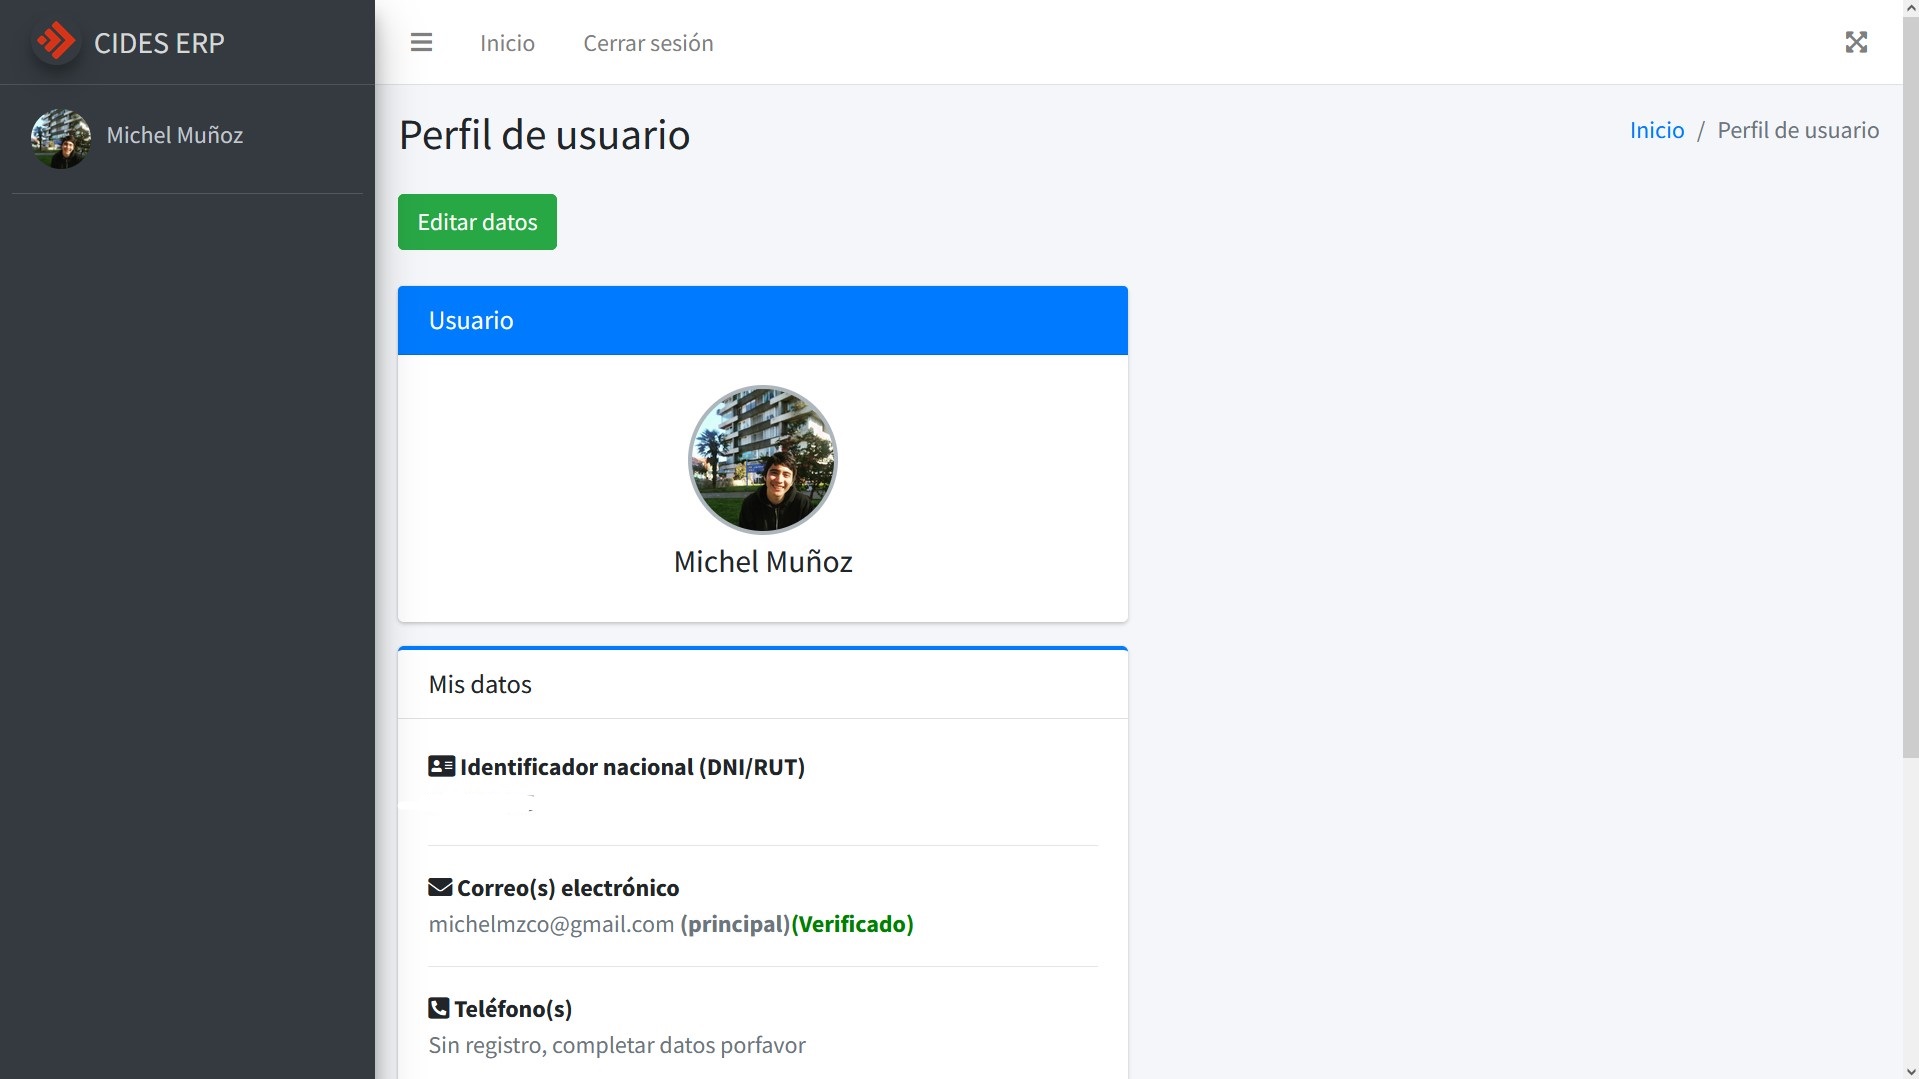 CIDES ERP
Inicio
Cerrar sesión
Michel Muñoz
Perfil de usuario
Inicio / Perfil de usuario
Editar datos
Usuario
Michel Muñoz
Mis datos
Identificador nacional (DNI/RUT)
Correo(s) electrónico
michelmzco@gmail.com (principal)(Verificado)
Teléfono(s)
Sin registro, completar datos porfavor